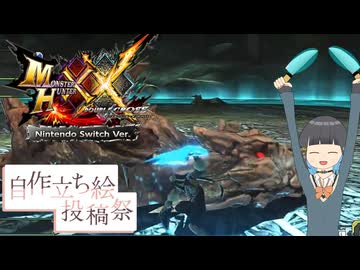 MONSTER HUNTER XX
DOUBLE CROSS
Nintendo Switch Ver.
自作立ち絵
投稿祭